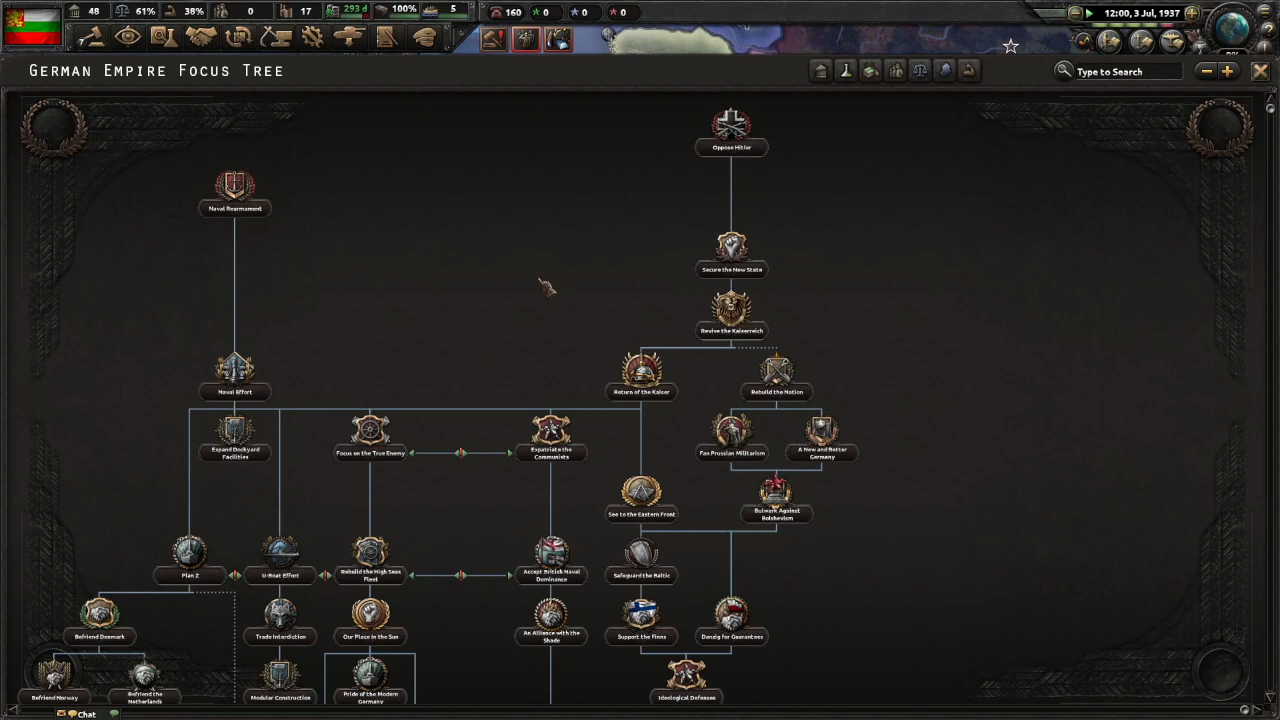 48 61% 38% 0 17 293 d 100% 5 160 0 0 0 12:00, 3 Jul, 1937
German Empire Focus Tree
Type to Search
Oppose Hitler
Naval Rearmament
Secure the New State
Revive the Kaiserreich
Naval Effort
Return of the Kaiser
Rebuild the Nation
Expand Dockyard
Facilities
Focus on the True Enemy
Expatriate the
Communists
Fan Prussian Militarism
A New and Better
Germany
See to the Eastern Front
Bulwark Against
Bolshevism
Plan Z
U-Boat Effort
Rebuild the High Seas
Fleet
Accept British Naval
Dominance
Safeguard the Baltic
Befriend Denmark
Trade Interdiction
Our Place in the Sun
An Alliance with the
Shade
Support the Finns
Danzig for Guarantees
Befriend Norway
Befriend the
Netherlands
Modular Construction
Pride of the Modern
Germany
Ideological Defenses
Chat